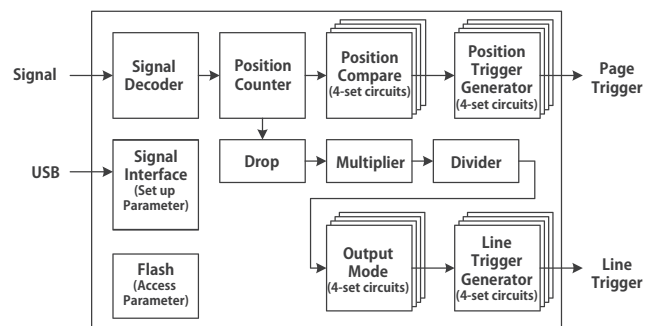 Signal
Signal
Decoder
Position
Counter
Position
Compare
(4-set circuits)
Position
Trigger
Generator
(4-set circuits)
Page
Trigger
USB
Signal
Interface
(Set up
Parameter)
Drop
Multiplier
Divider
Flash
(Access
Parameter)
Output
Mode
(4-set circuits)
Line
Trigger
Generator
(4-set circuits)
Line
Trigger